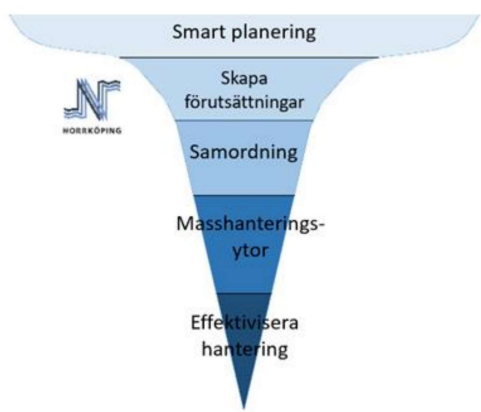 Smart planering
Skapa
förutsättningar
NORRKÖPING
Samordning
Masshanterings-
ytor
Effektivisera
hantering